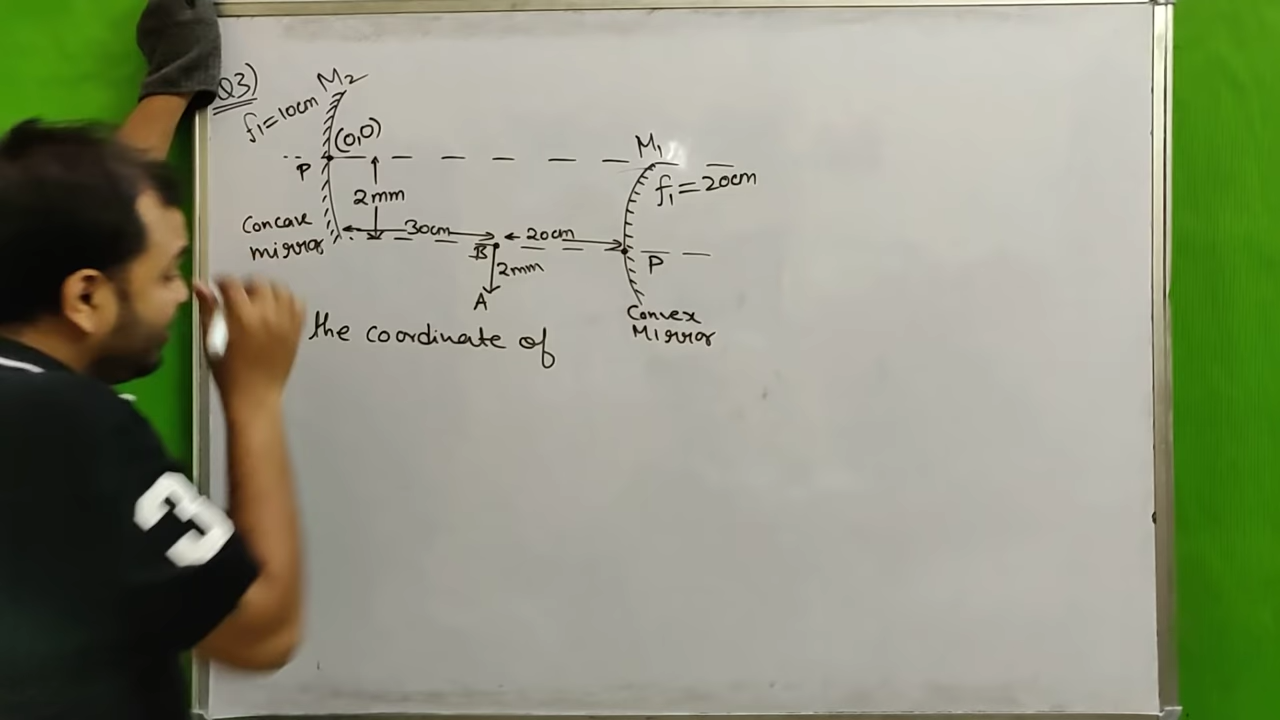 Q3)
M2
f1=10cm
(0,0)
P
M1
f1=20cm
2mm
Concave
mirror
30cm
20cm
B
2mm
A
P
Convex
Mirror
the coordinate of
3